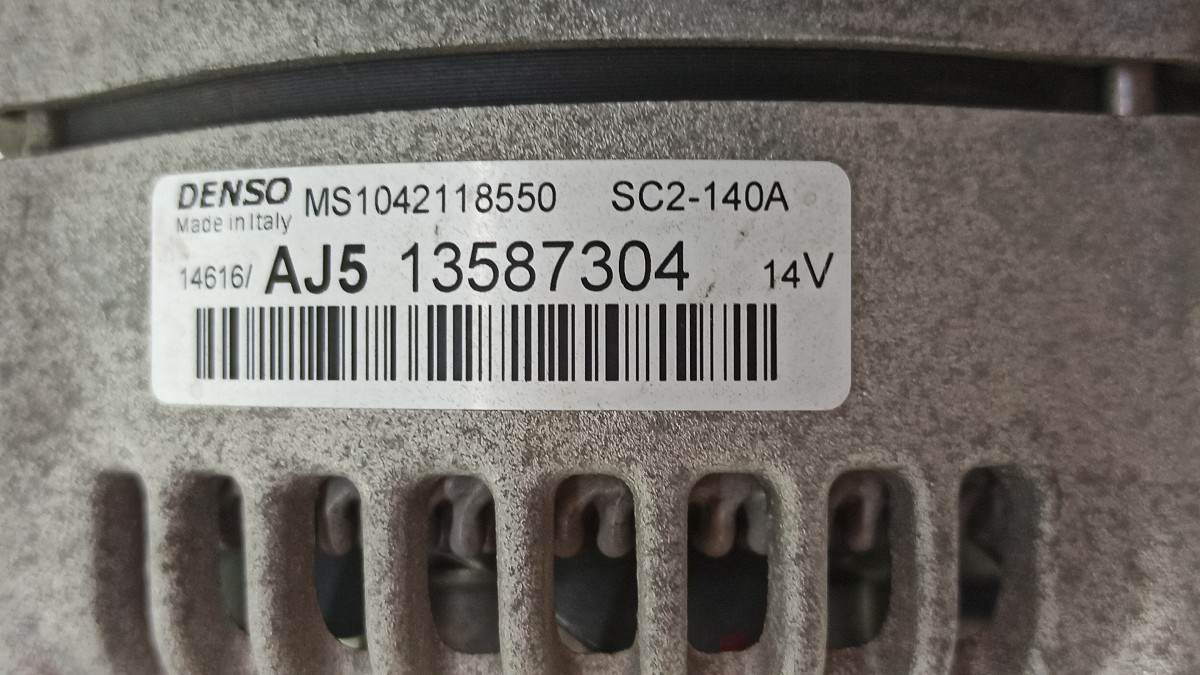 DENSO MS1042118550 SC2-140A
Made in Italy
14616/ AJ5 13587304 14V